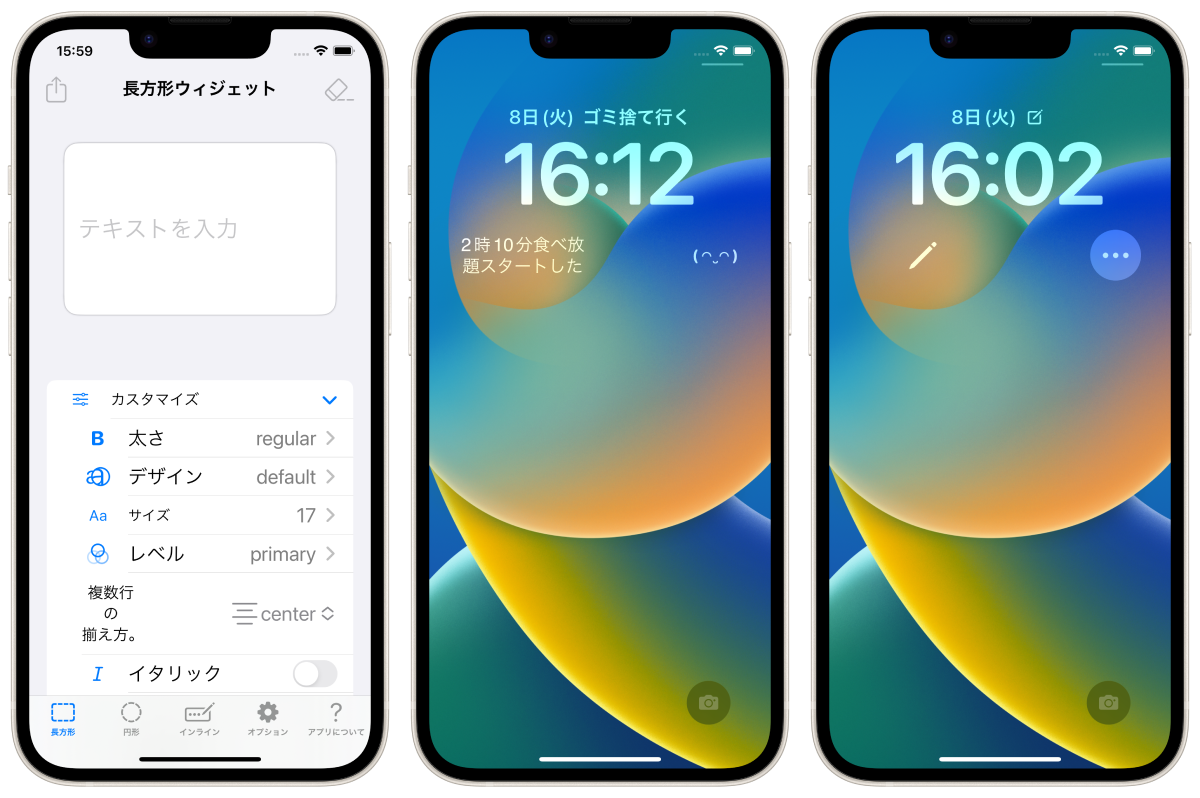 15:59
長方形ウィジェット
テキストを入力
カスタマイズ
B 太さ regular
デザイン default
Aa サイズ 17
レベル primary
複数行
の
揃え方。
center
I イタリック
長方形 円形 インライン オプション アプリについて
8日(火) ゴミ捨て行く
16:12
2時10分食べ放
題スタートした
(◠‿◠)
8日(火)
16:02